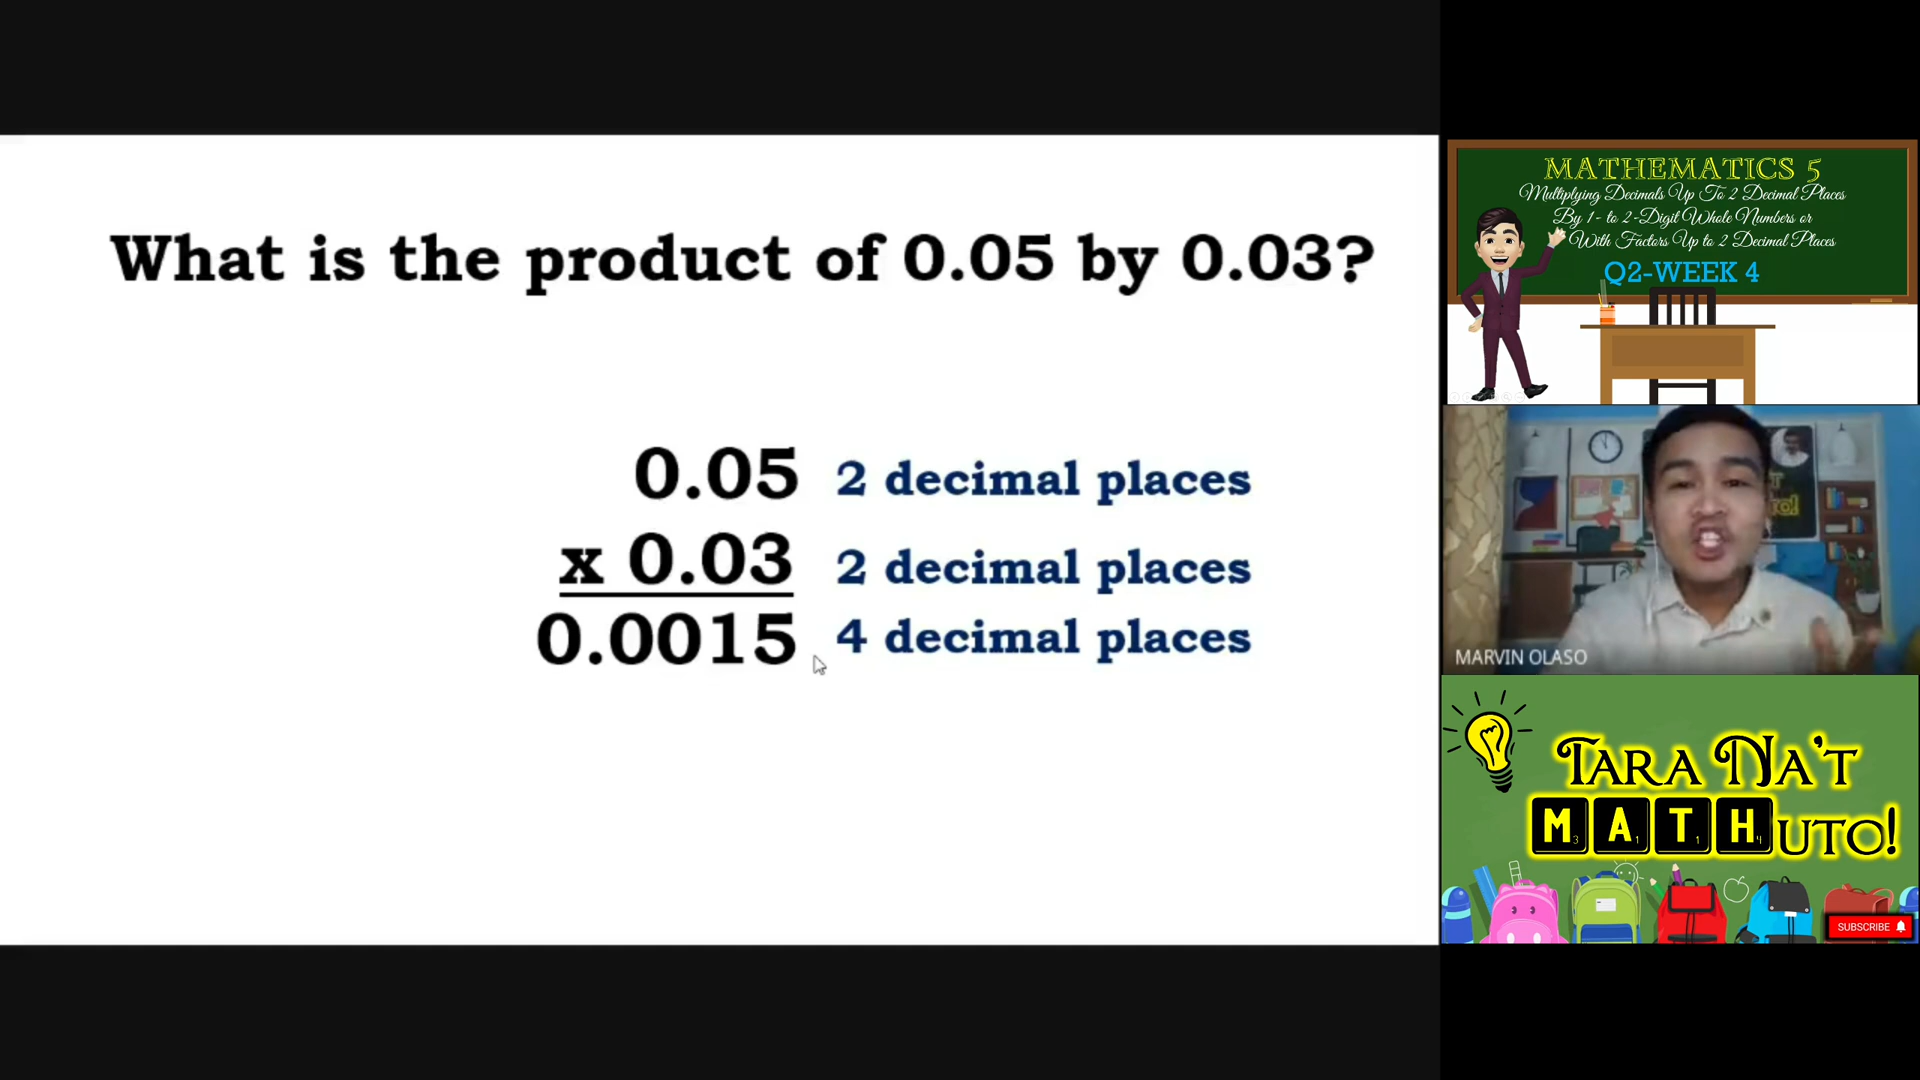 What is the product of 0.05 by 0.03?
0.05 2 decimal places
x 0.03 2 decimal places
0.0015 4 decimal places
MATHEMATICS 5
Multiplying Decimals Up To 2 Decimal Places
By 1- to 2-Digit Whole Numbers or
With Factors Up to 2 Decimal Places
Q2-WEEK 4
MARVIN OLASO
TARA NA'T
MATHUTO!
SUBSCRIBE